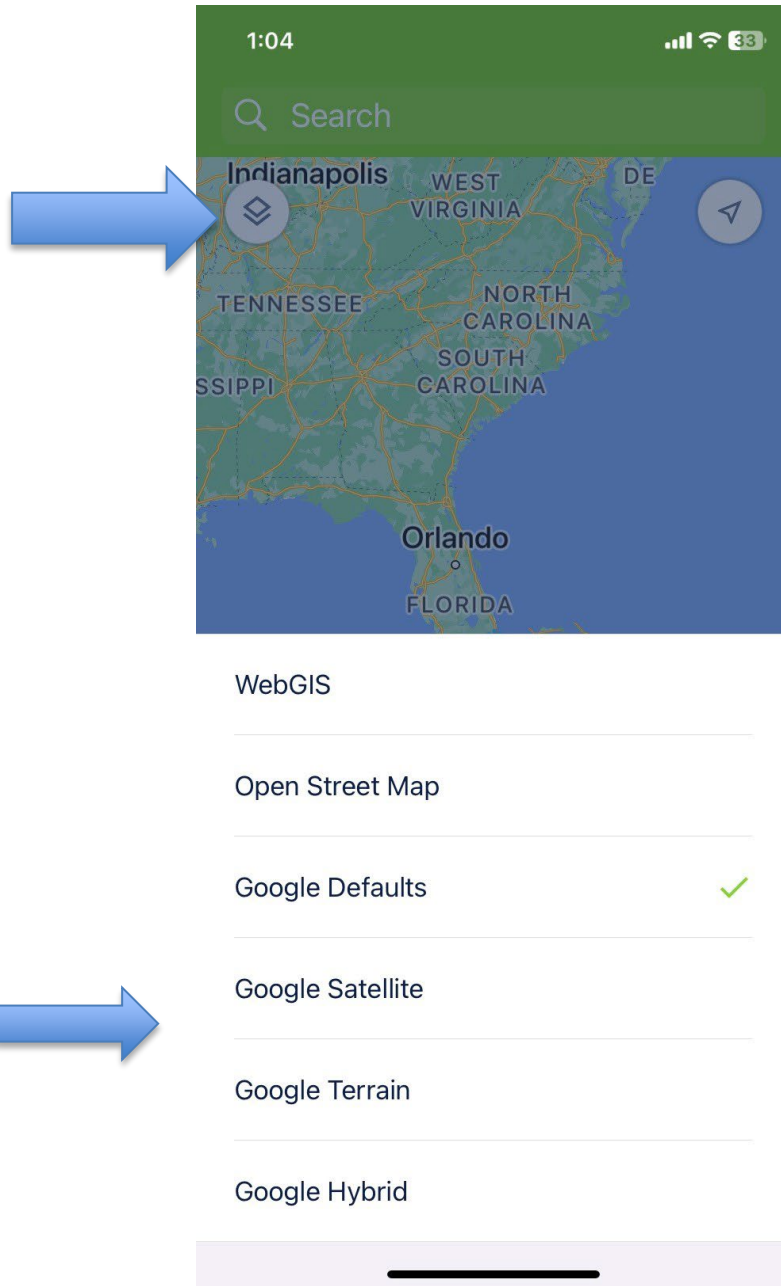 1:04
33
Search
Indianapolis
WEST
VIRGINIA
DE
TENNESSEE
NORTH
CAROLINA
SOUTH
CAROLINA
SSIPPI
Orlando
FLORIDA
WebGIS
Open Street Map
Google Defaults
Google Satellite
Google Terrain
Google Hybrid